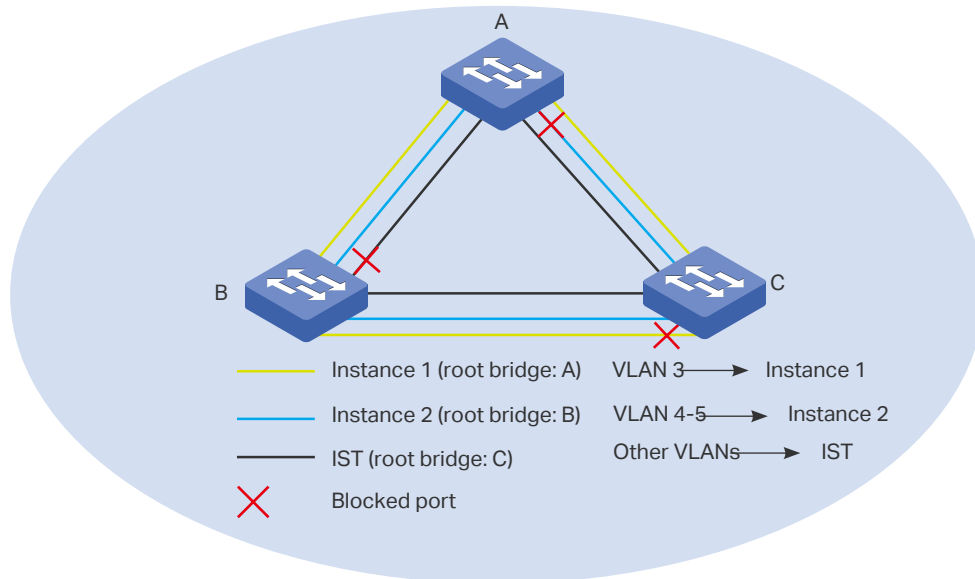 A
B
C
Instance 1 (root bridge: A) VLAN 3 Instance 1
Instance 2 (root bridge: B) VLAN 4-5 Instance 2
IST (root bridge: C) Other VLANs IST
Blocked port